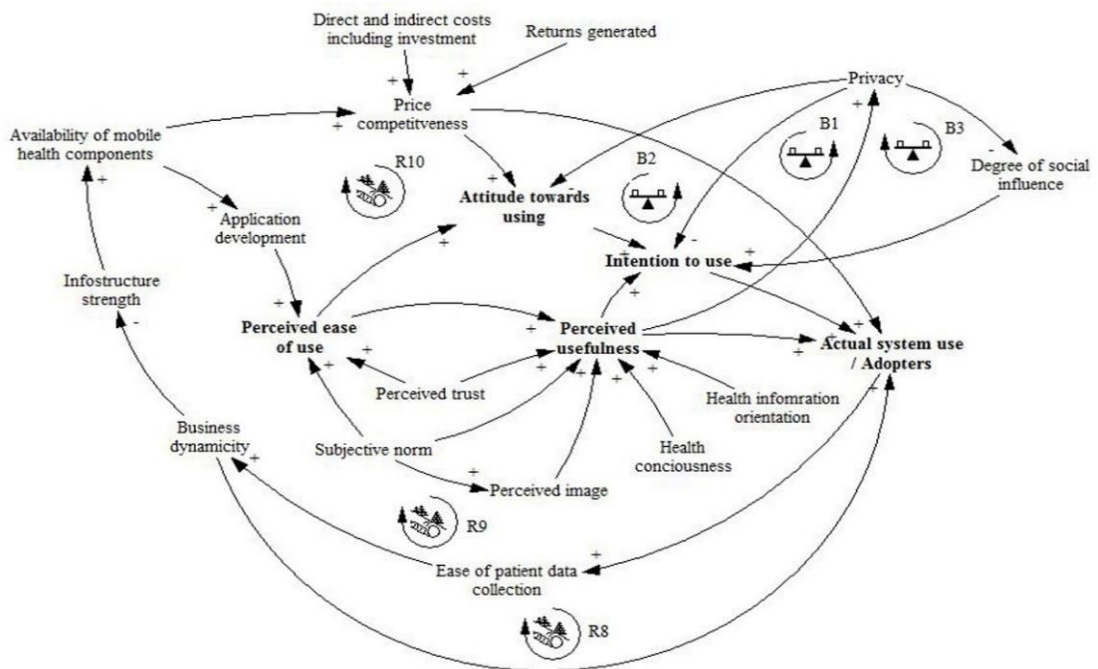 Direct and indirect costs
including investment
Returns generated
Privacy
Price
competitveness
Availability of mobile
health components
R10
B2
B1
B3
Degree of social
influence
Attitude towards
using
Application
development
Intention to use
Infostructure
strength
Perceived ease
of use
Perceived
usefulness
Actual system use
/ Adopters
Perceived trust
Health infomration
orientation
Business
dynamicity
Subjective norm
Health
conciousness
Perceived image
R9
Ease of patient data
collection
R8